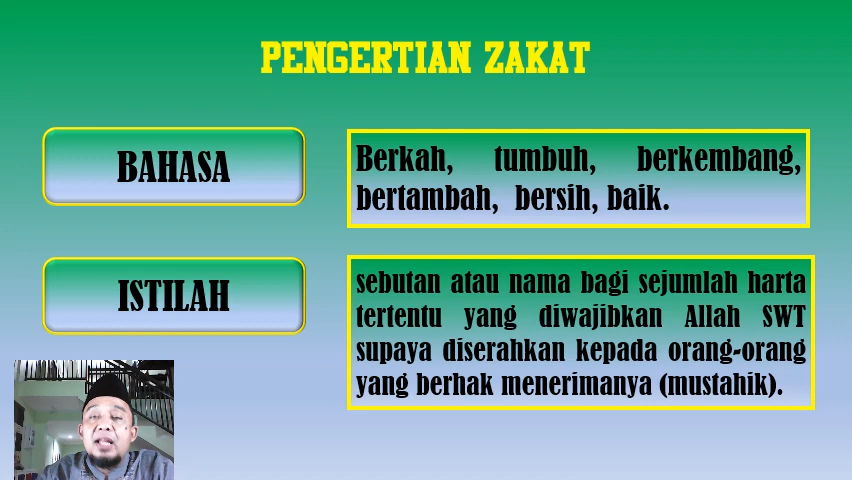 PENGERTIAN ZAKAT
BAHASA
Berkah, tumbuh, berkembang,
bertambah, bersih, baik.
ISTILAH
sebutan atau nama bagi sejumlah harta
tertentu yang diwajibkan Allah SWT
supaya diserahkan kepada orang-orang
yang berhak menerimanya (mustahik).